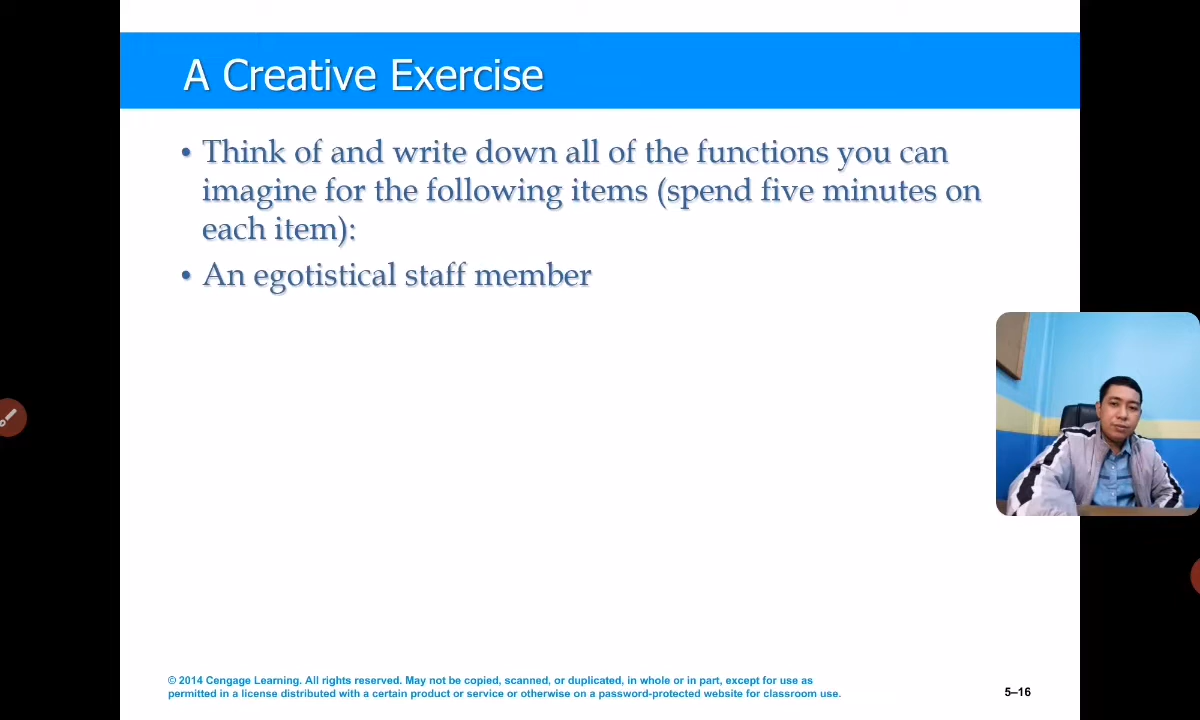 A Creative Exercise
• Think of and write down all of the functions you can
imagine for the following items (spend five minutes on
each item):
• An egotistical staff member
© 2014 Cengage Learning. All rights reserved. May not be copied, scanned, or duplicated, in whole or in part, except for use as
permitted in a license distributed with a certain product or service or otherwise on a password-protected website for classroom use.
5–16